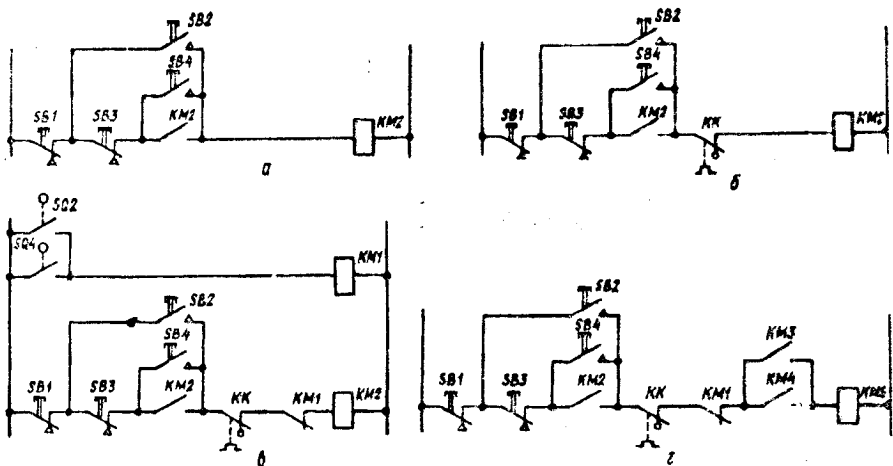 SB2
SB4
SB1 SB3 KM2 KM2
а
SB2
SB4
SB1 SB3 KM2 KK
б
SQ2
SQ4
KM1
SB2
SB4
SB1 SB3 KM2 KK KM1 KM2
в
SB2
SB4
KM3
SB1 SB3 KM2 KK KM1 KM4
г